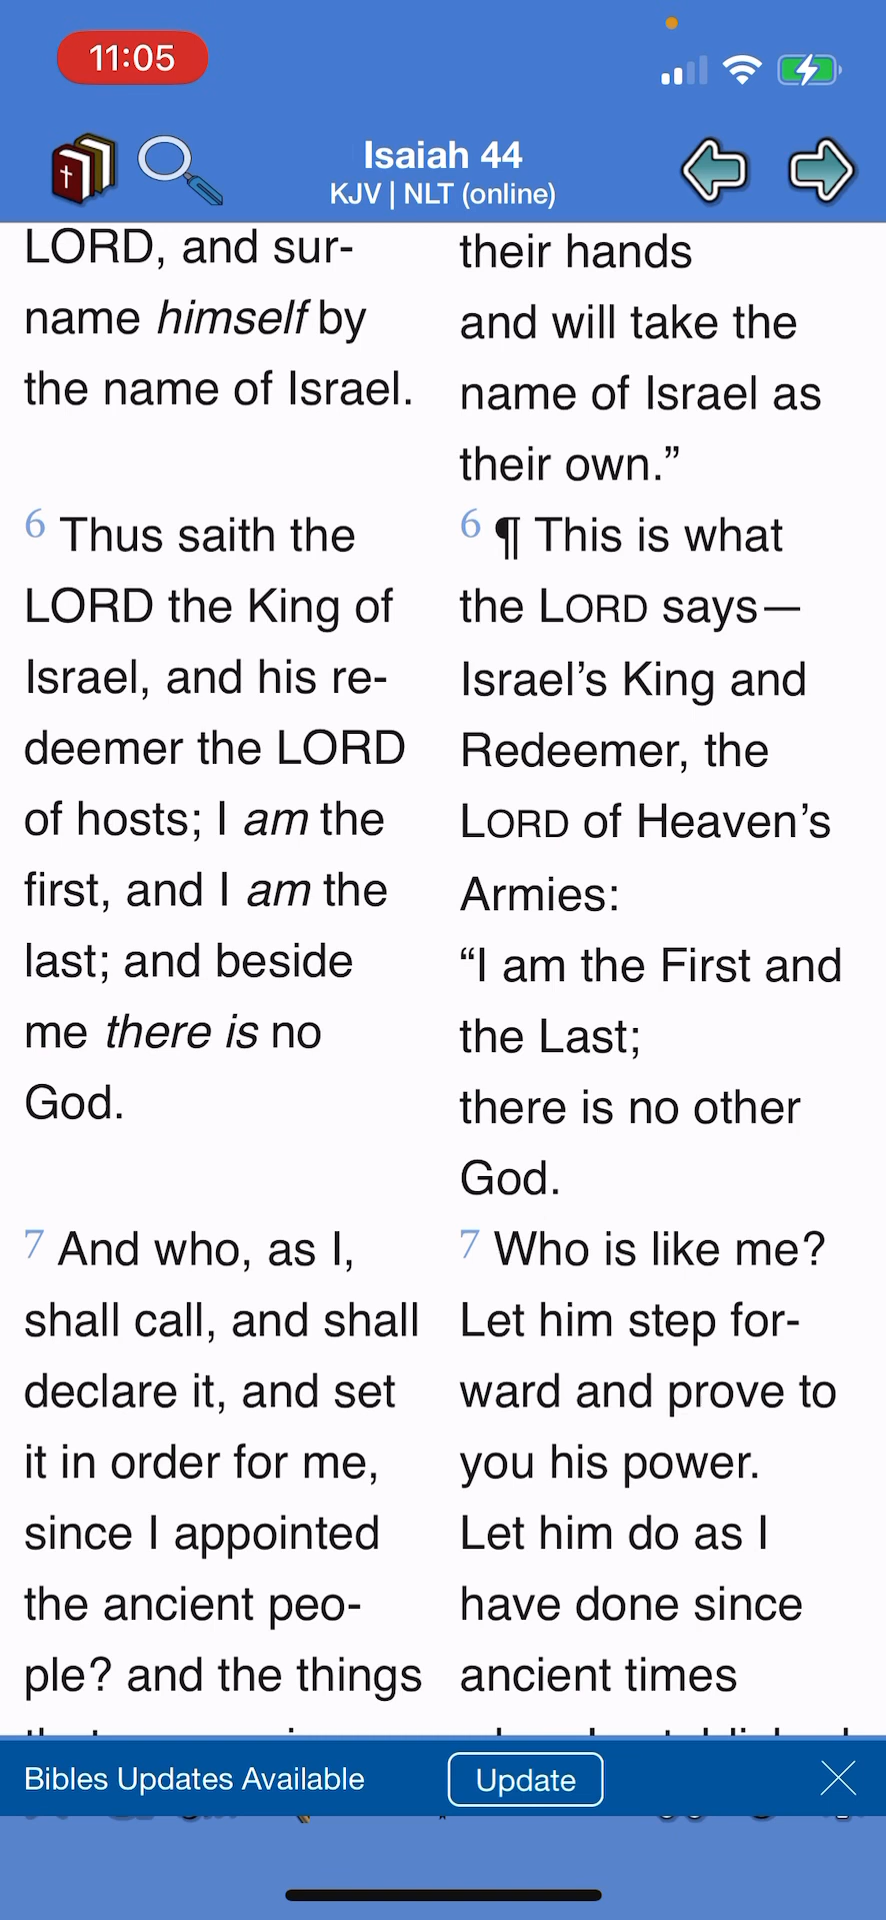 11:05
Isaiah 44
KJV | NLT (online)
LORD, and sur-
name himself by
the name of Israel.
6 Thus saith the
LORD the King of
Israel, and his re-
deemer the LORD
of hosts; I am the
first, and I am the
last; and beside
me there is no
God.
7 And who, as I,
shall call, and shall
declare it, and set
it in order for me,
since I appointed
the ancient peo-
ple? and the things
their hands
and will take the
name of Israel as
their own.”
6 ¶ This is what
the LORD says—
Israel’s King and
Redeemer, the
LORD of Heaven’s
Armies:
“I am the First and
the Last;
there is no other
God.
7 Who is like me?
Let him step for-
ward and prove to
you his power.
Let him do as I
have done since
ancient times
Bibles Updates Available
Update